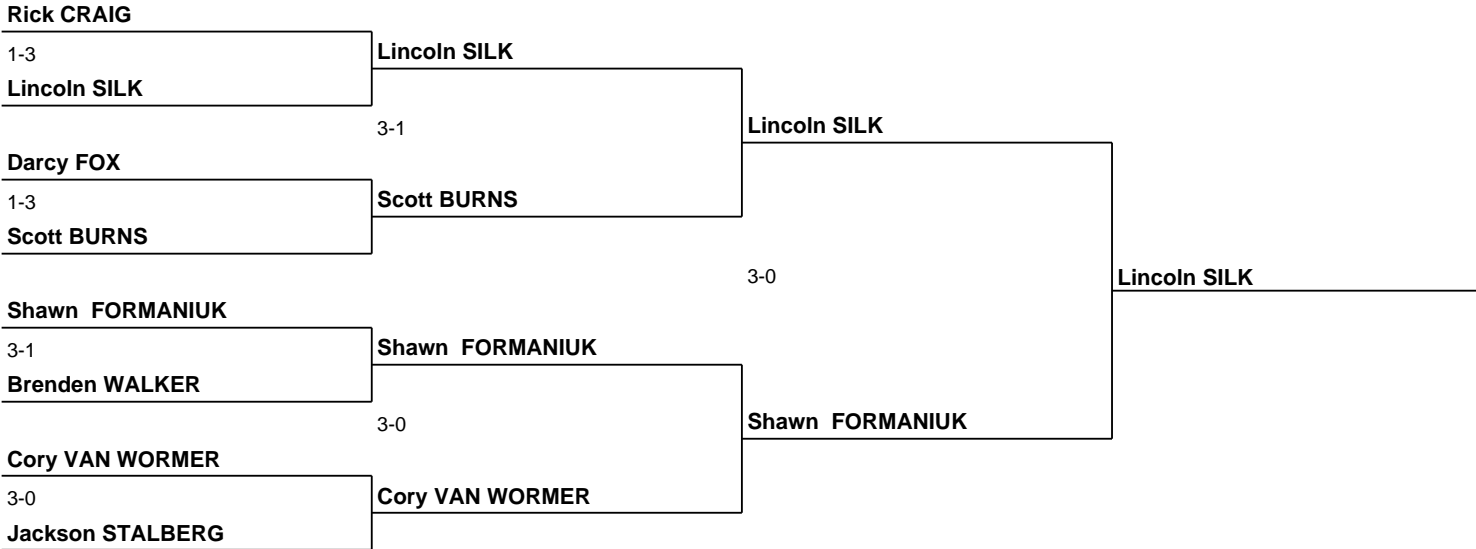 Rick CRAIG
1-3
Lincoln SILK
Lincoln SILK
3-1
Lincoln SILK
Darcy FOX
1-3
Scott BURNS
Scott BURNS
3-0
Lincoln SILK
Shawn  FORMANIUK
3-1
Shawn  FORMANIUK
Brenden WALKER
3-0
Shawn  FORMANIUK
Cory VAN WORMER
3-0
Cory VAN WORMER
Jackson STALBERG